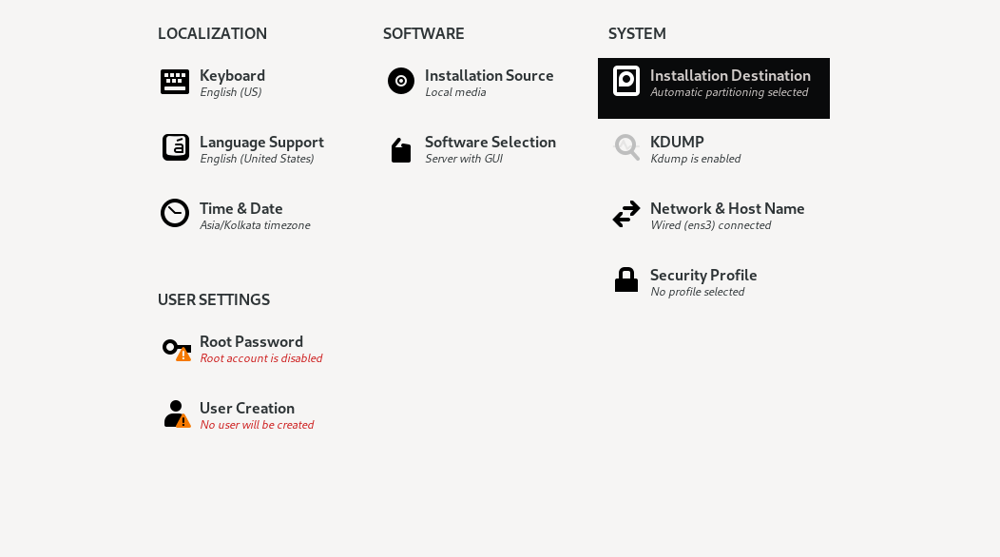 LOCALIZATION
Keyboard
English (US)
Language Support
English (United States)
Time & Date
Asia/Kolkata timezone
USER SETTINGS
Root Password
Root account is disabled
User Creation
No user will be created
SOFTWARE
Installation Source
Local media
Software Selection
Server with GUI
SYSTEM
Installation Destination
Automatic partitioning selected
KDUMP
Kdump is enabled
Network & Host Name
Wired (ens3) connected
Security Profile
No profile selected